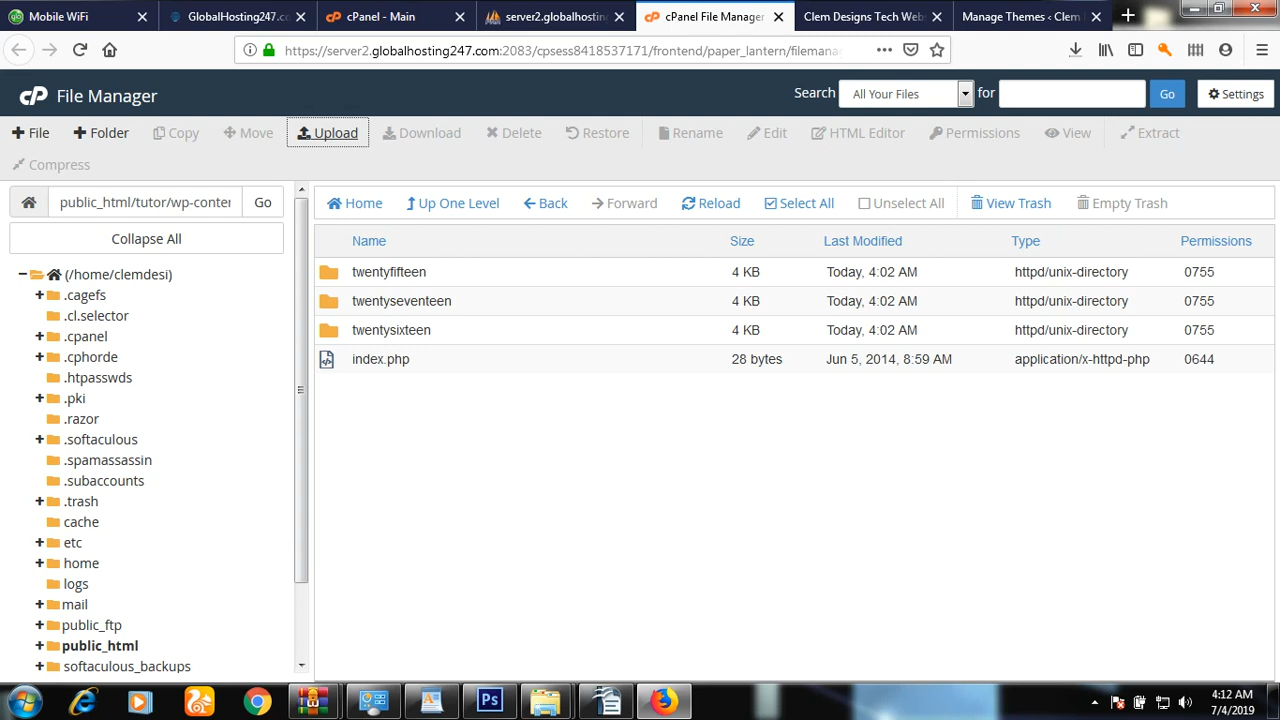 Mobile WiFi
GlobalHosting247.co
cPanel - Main
server2.globalhostin
cPanel File Manager
Clem Designs Tech Web
Manage Themes ‹ Clem
https://server2.globalhosting247.com:2083/cpsess8418537171/frontend/paper_lantern/filemana
cP File Manager
Search All Your Files for Go Settings
File Folder Copy Move Upload Download Delete Restore Rename Edit HTML Editor Permissions View Extract
Compress
public_html/tutor/wp-conter Go
Home Up One Level Back Forward Reload Select All Unselect All View Trash Empty Trash
Collapse All
(/home/clemdesi)
.cagefs
.cl.selector
.cpanel
.cphorde
.htpasswds
.pki
.razor
.softaculous
.spamassassin
.subaccounts
.trash
cache
etc
home
logs
mail
public_ftp
public_html
softaculous_backups
Name Size Last Modified Type Permissions
twentyfifteen 4 KB Today, 4:02 AM httpd/unix-directory 0755
twentyseventeen 4 KB Today, 4:02 AM httpd/unix-directory 0755
twentysixteen 4 KB Today, 4:02 AM httpd/unix-directory 0755
index.php 28 bytes Jun 5, 2014, 8:59 AM application/x-httpd-php 0644
Ps
4:12 AM
7/4/2019